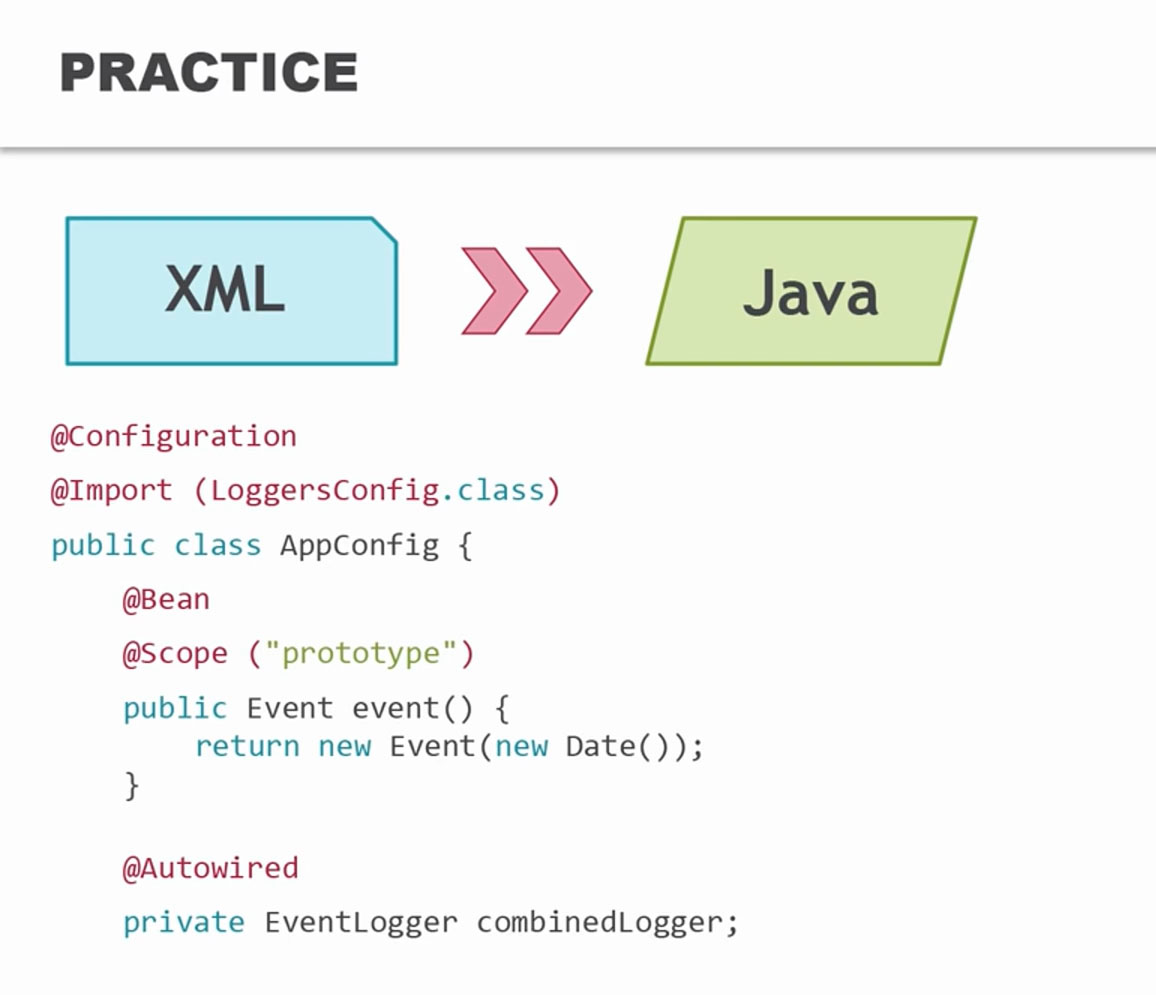 PRACTICE
XML
Java
@Configuration
@Import (LoggersConfig.class)
public class AppConfig {
@Bean
@Scope ("prototype")
public Event event() {
return new Event(new Date());
}
@Autowired
private EventLogger combinedLogger;